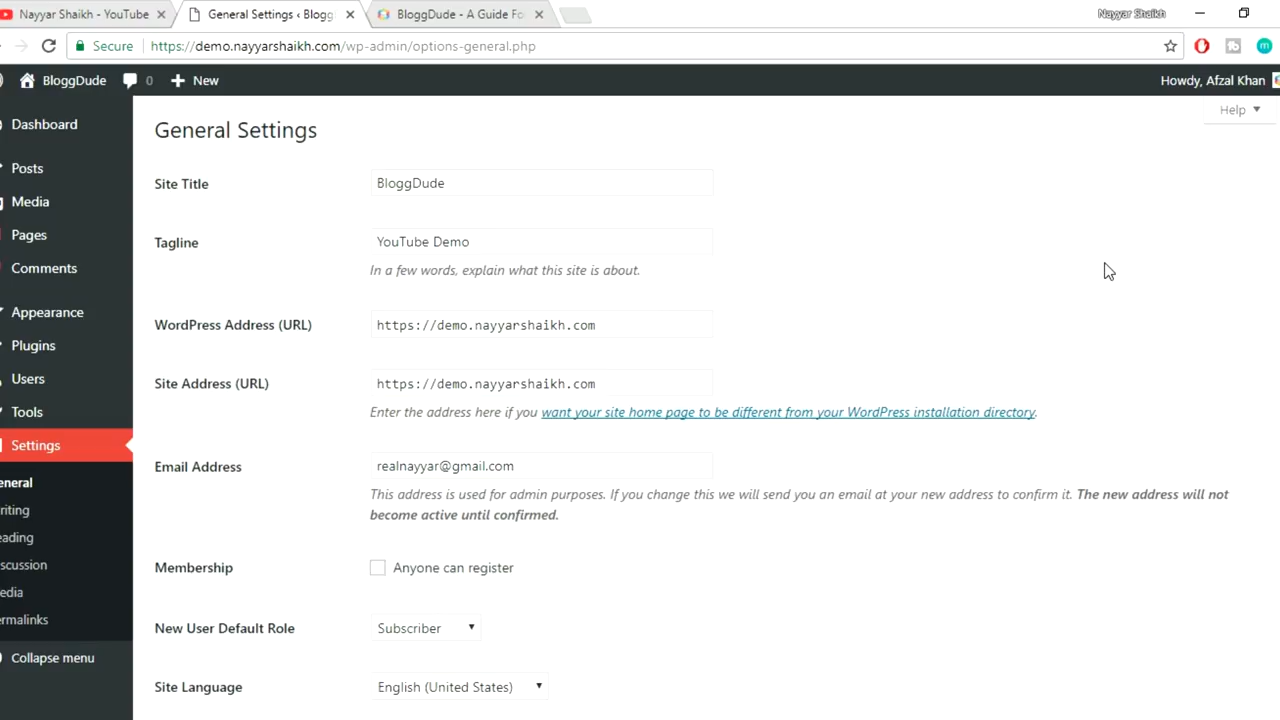 Nayyar Shaikh - YouTube
General Settings ‹ Blogg
BloggDude - A Guide Fo
Nayyar Shaikh
Secure
https://demo.nayyarshaikh.com/wp-admin/options-general.php
BloggDude
0
New
Howdy, Afzal Khan
Help
Dashboard
Posts
Media
Pages
Comments
Appearance
Plugins
Users
Tools
Settings
eneral
riting
eading
scussion
edia
ermalinks
Collapse menu
General Settings
Site Title
BloggDude
Tagline
YouTube Demo
In a few words, explain what this site is about.
WordPress Address (URL)
https://demo.nayyarshaikh.com
Site Address (URL)
https://demo.nayyarshaikh.com
Enter the address here if you want your site home page to be different from your WordPress installation directory.
Email Address
realnayyar@gmail.com
This address is used for admin purposes. If you change this we will send you an email at your new address to confirm it. The new address will not
become active until confirmed.
Membership
Anyone can register
New User Default Role
Subscriber
Site Language
English (United States)